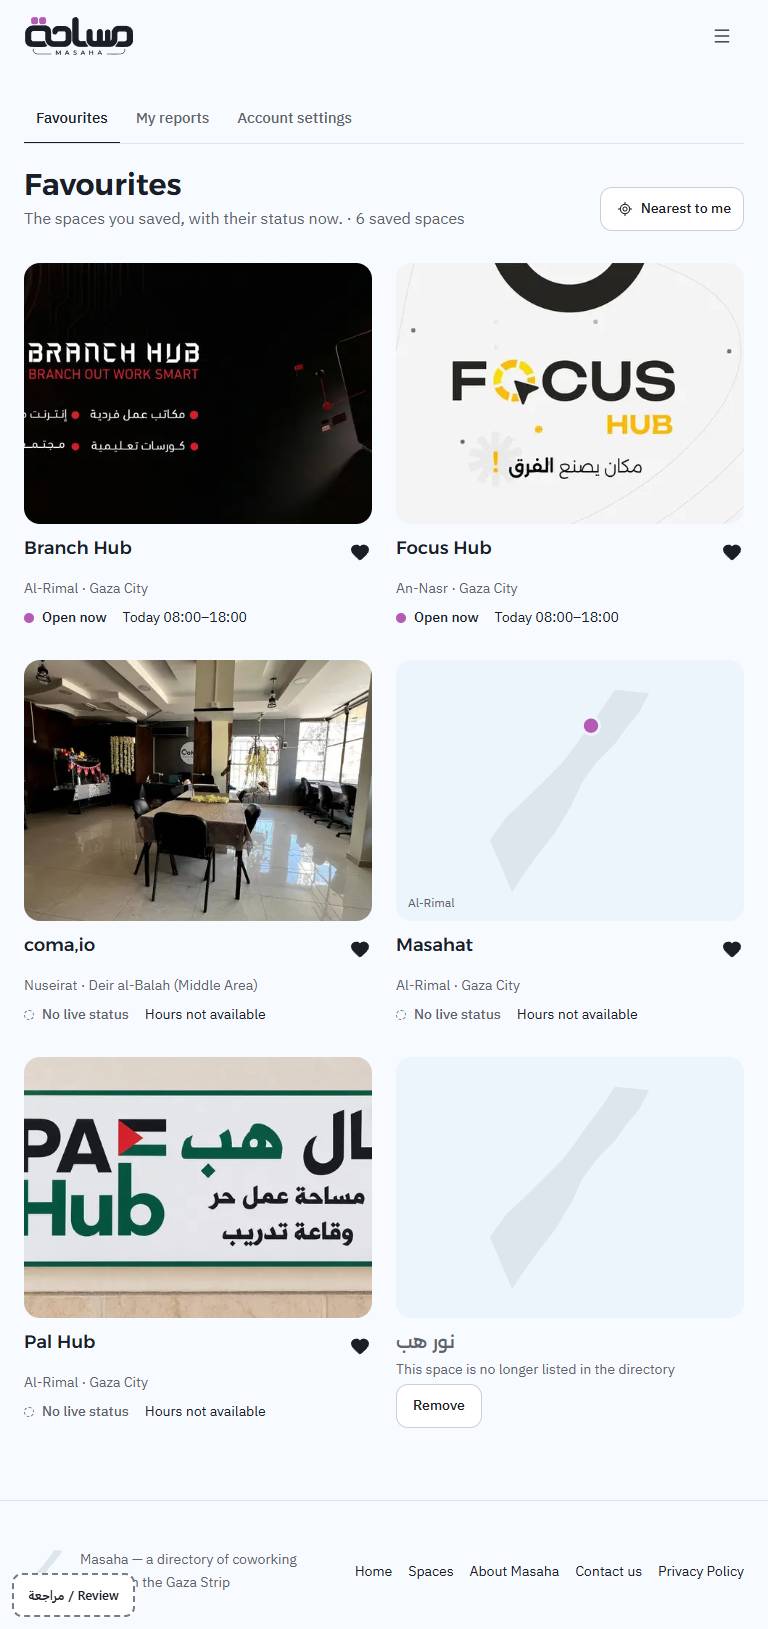 مساحة
MASAHA
Favourites
My reports
Account settings
Favourites
The spaces you saved, with their status now. · 6 saved spaces
Nearest to me
BRANCH HUB
BRANCH OUT WORK SMART
مكاتب عمل فردية
إنترنت
كورسات تعليمية
FOCUS
HUB
مكان يصنع الفرق !
Branch Hub
Al-Rimal · Gaza City
Open now Today 08:00–18:00
Focus Hub
An-Nasr · Gaza City
Open now Today 08:00–18:00
Al-Rimal
coma,io
Nuseirat · Deir al-Balah (Middle Area)
No live status Hours not available
Masahat
Al-Rimal · Gaza City
No live status Hours not available
PAL
ـال هب
Hub
مساحة عمل حر
وقاعة تدريب
Pal Hub
Al-Rimal · Gaza City
No live status Hours not available
نور هب
This space is no longer listed in the directory
Remove
Masaha — a directory of coworking
the Gaza Strip
مراجعة / Review
Home
Spaces
About Masaha
Contact us
Privacy Policy